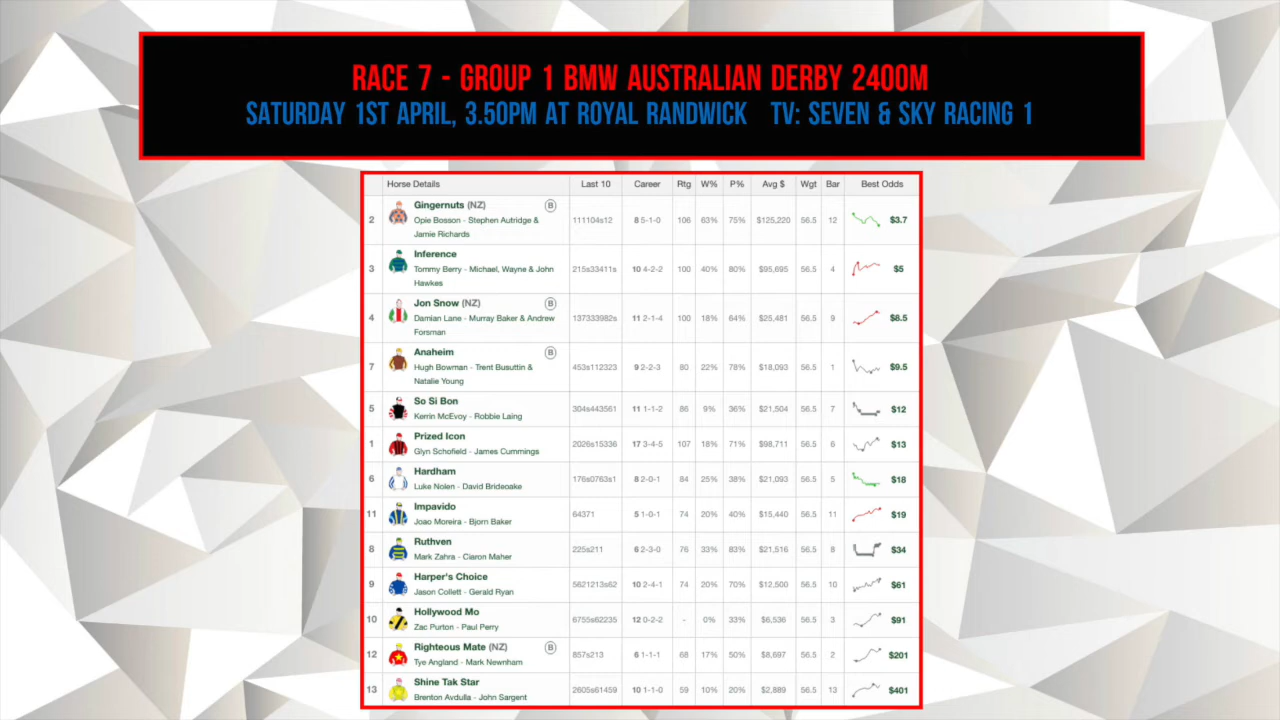 RACE 7 - GROUP 1 BMW AUSTRALIAN DERBY 2400M
SATURDAY 1ST APRIL, 3.50PM AT ROYAL RANDWICK TV: SEVEN & SKY RACING 1
Horse Details Last 10 Career Rtg W% P% Avg $ Wgt Bar Best Odds
Gingernuts (NZ) B
2 Opie Bosson - Stephen Autridge & 111104s12 8 5-1-0 106 63% 75% $125,220 56.5 12 $3.7
Jamie Richards
Inference
3 Tommy Berry - Michael, Wayne & John 215s33411s 10 4-2-2 100 40% 80% $95,695 56.5 4 $5
Hawkes
Jon Snow (NZ) B
4 Damian Lane - Murray Baker & Andrew 137333982s 11 2-1-4 100 18% 64% $25,481 56.5 9 $8.5
Forsman
Anaheim B
7 Hugh Bowman - Trent Busuttin & 453s112323 9 2-2-3 80 22% 78% $18,093 56.5 1 $9.5
Natalie Young
So Si Bon
5 Kerrin McEvoy - Robbie Laing 304s443561 11 1-1-2 86 9% 36% $21,504 56.5 7 $12
Prized Icon
1 Glyn Schofield - James Cummings 2026s15336 17 3-4-5 107 18% 71% $98,711 56.5 6 $13
Hardham
6 Luke Nolen - David Brideoake 176s0763s1 8 2-0-1 84 25% 38% $21,093 56.5 5 $18
Impavido
11 Joao Moreira - Bjorn Baker 64371 5 1-0-1 74 20% 40% $15,440 56.5 11 $19
Ruthven
8 Mark Zahra - Ciaron Maher 225s211 6 2-3-0 76 33% 83% $21,516 56.5 8 $34
Harper's Choice
9 Jason Collett - Gerald Ryan 5621213s62 10 2-4-1 74 20% 70% $12,500 56.5 10 $61
Hollywood Mo
10 Zac Purton - Paul Perry 6755s62235 12 0-2-2 - 0% 33% $6,536 56.5 3 $91
Righteous Mate (NZ) B
12 Tye Angland - Mark Newnham 857s213 6 1-1-1 68 17% 50% $8,697 56.5 2 $201
Shine Tak Star
13 Brenton Avdulla - John Sargent 2605s61459 10 1-1-0 59 10% 20% $2,889 56.5 13 $401